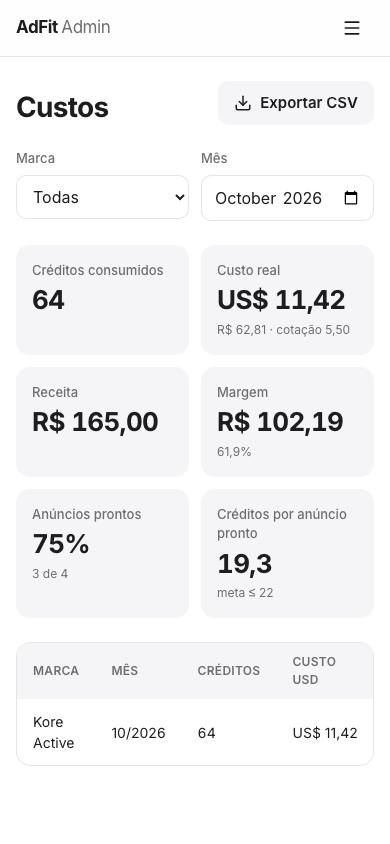 AdFit Admin
Custos
Exportar CSV
Marca
Mês
Todas
October 2026
Créditos consumidos
64
Custo real
US$ 11,42
R$ 62,81 · cotação 5,50
Receita
R$ 165,00
Margem
R$ 102,19
61,9%
Anúncios prontos
75%
3 de 4
Créditos por anúncio
pronto
19,3
meta ≤ 22
MARCA MÊS CRÉDITOS CUSTO
USD
Kore
Active
10/2026 64 US$ 11,42